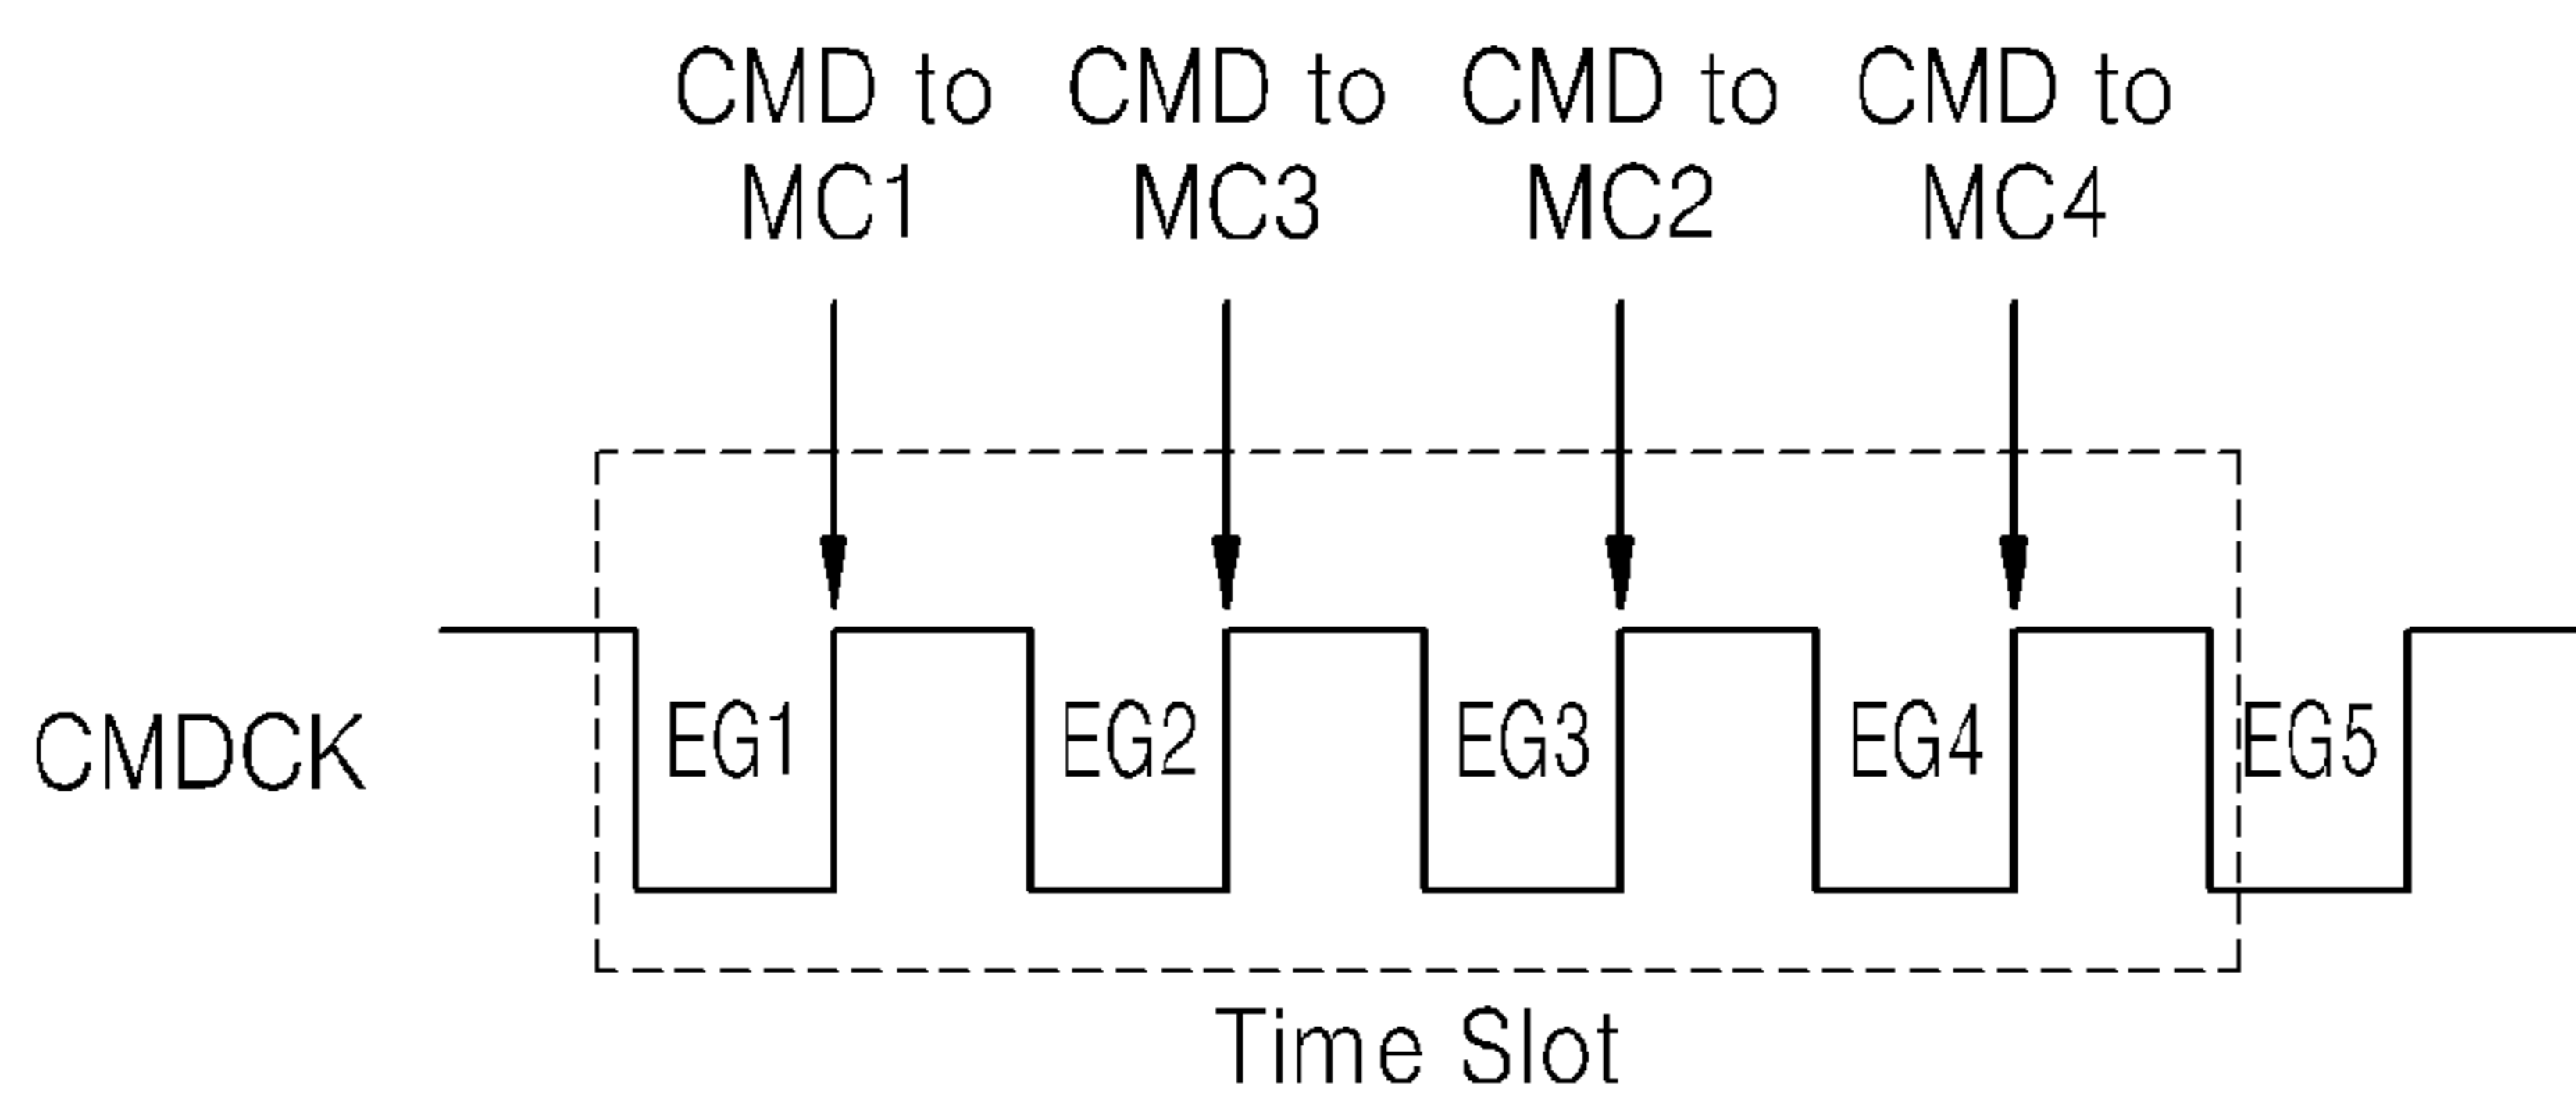 CMD to CMD to CMD to CMD to
MC1 MC3 MC2 MC4
CMDCK EG1 EG2 EG3 EG4 EG5
Time Slot